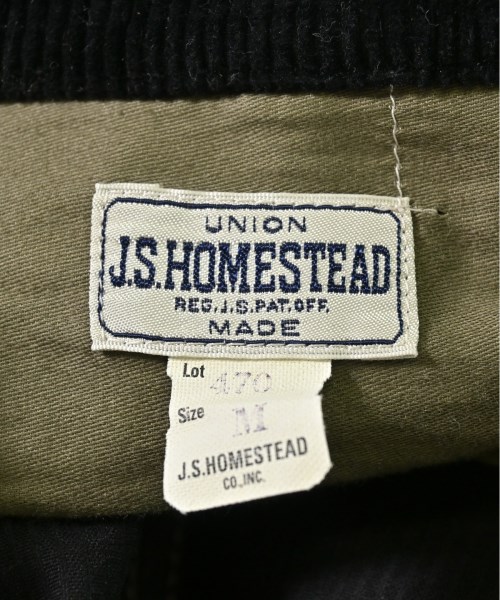 UNION
J.S.HOMESTEAD
REG.J.S.PAT.OFF.
MADE
Lot 470
Size M
J.S.HOMESTEAD
CO.,INC.